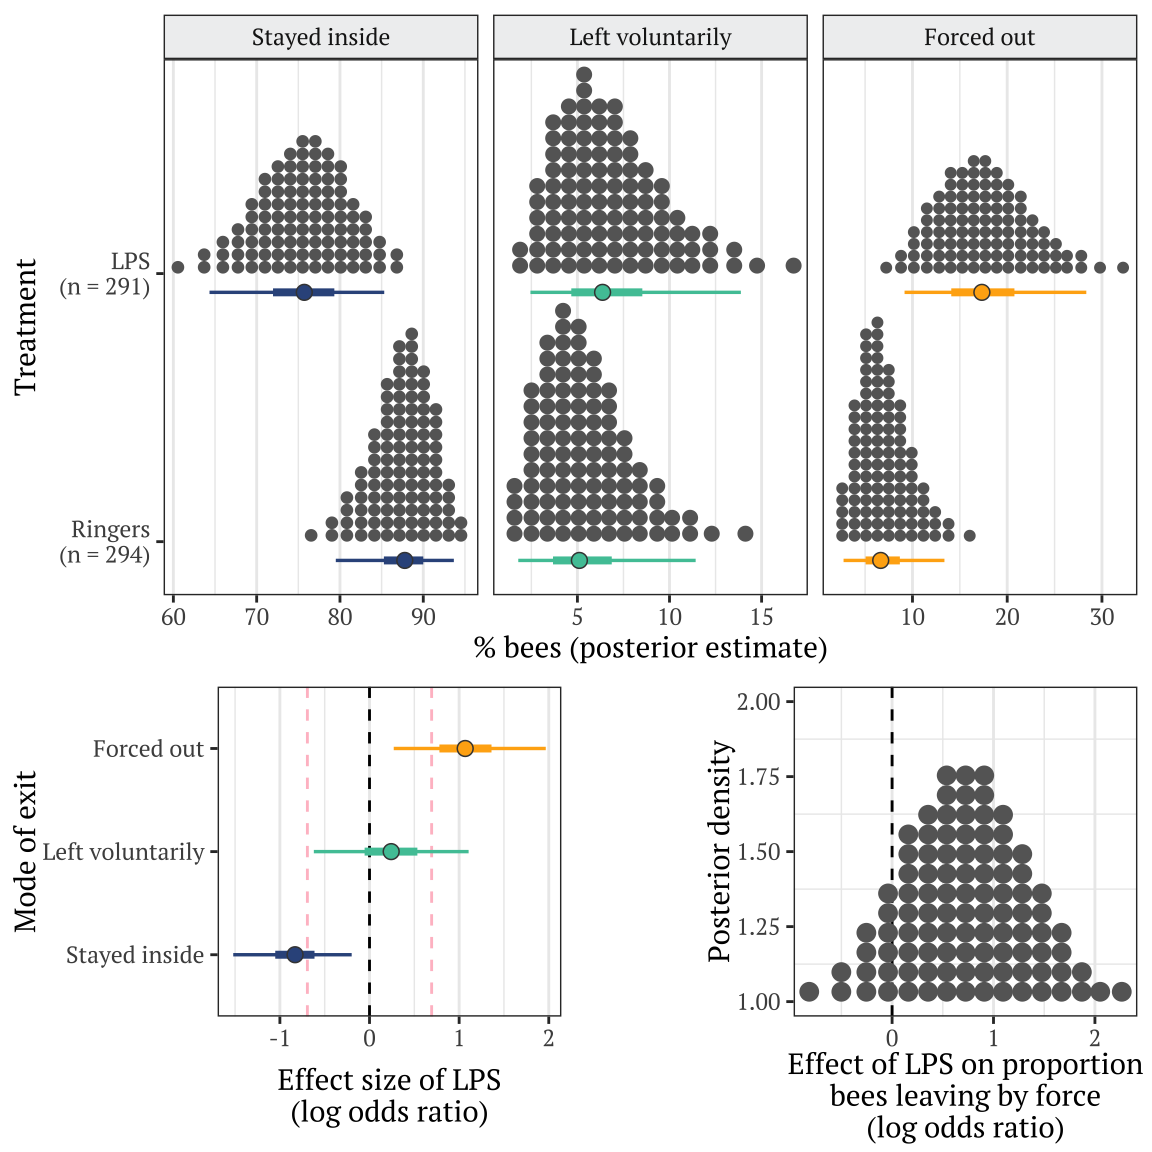 Stayed inside
Left voluntarily
Forced out
Treatment
LPS
(n = 291)
Ringers
(n = 294)
60 70 80 90
5 10 15
10 20 30
% bees (posterior estimate)
Mode of exit
Forced out
Left voluntarily
Stayed inside
-1 0 1 2
Effect size of LPS
(log odds ratio)
Posterior density
2.00
1.75
1.50
1.25
1.00
0 1 2
Effect of LPS on proportion
bees leaving by force
(log odds ratio)